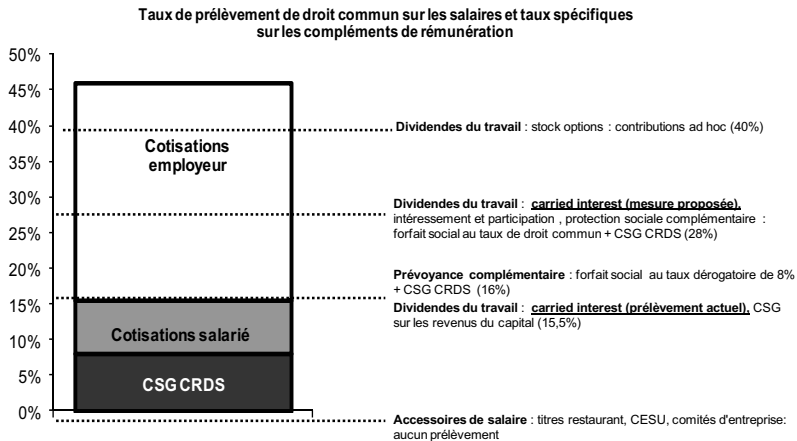 Taux de prélèvement de droit commun sur les salaires et taux spécifiques
sur les compléments de rémunération
50%
45%
40%
35%
30%
25%
20%
15%
10%
5%
0%
Cotisations
employeur
Cotisations salarié
CSG CRDS
Dividendes du travail : stock options : contributions ad hoc (40%)
Dividendes du travail : carried interest (mesure proposée),
intéressement et participation , protection sociale complémentaire :
forfait social au taux de droit commun + CSG CRDS (28%)
Prévoyance complémentaire : forfait social au taux dérogatoire de 8%
+ CSG CRDS (16%)
Dividendes du travail : carried interest (prélèvement actuel), CSG
sur les revenus du capital (15,5%)
Accessoires de salaire : titres restaurant, CESU, comités d'entreprise:
aucun prélèvement